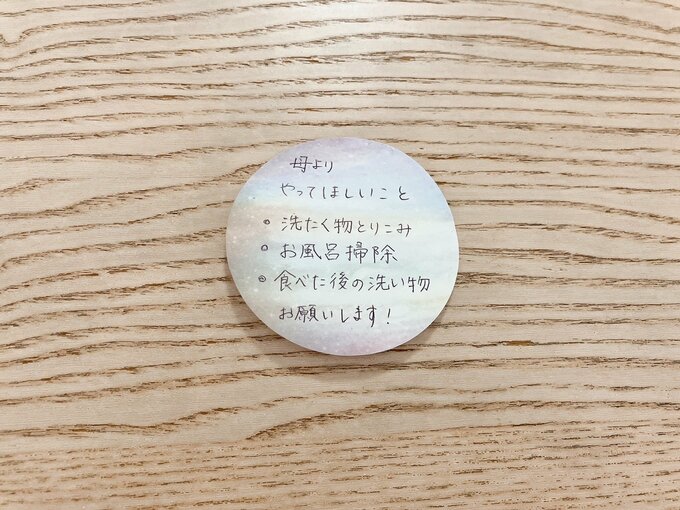 母より
やってほしいこと
◎洗たく物とりこみ
◎お風呂掃除
◎食べた後の洗い物
お願いします！